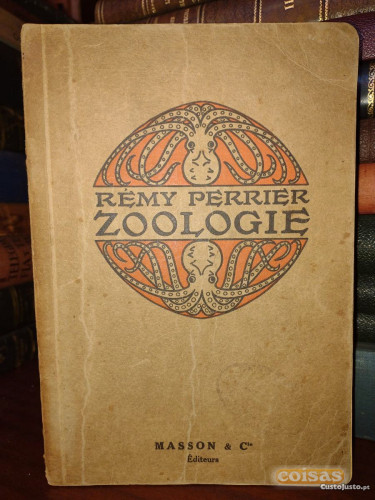 RÉMY PERRIER
ZOOLOGIE
MASSON & Cie
Éditeurs
coisas
CustoJusto.pt